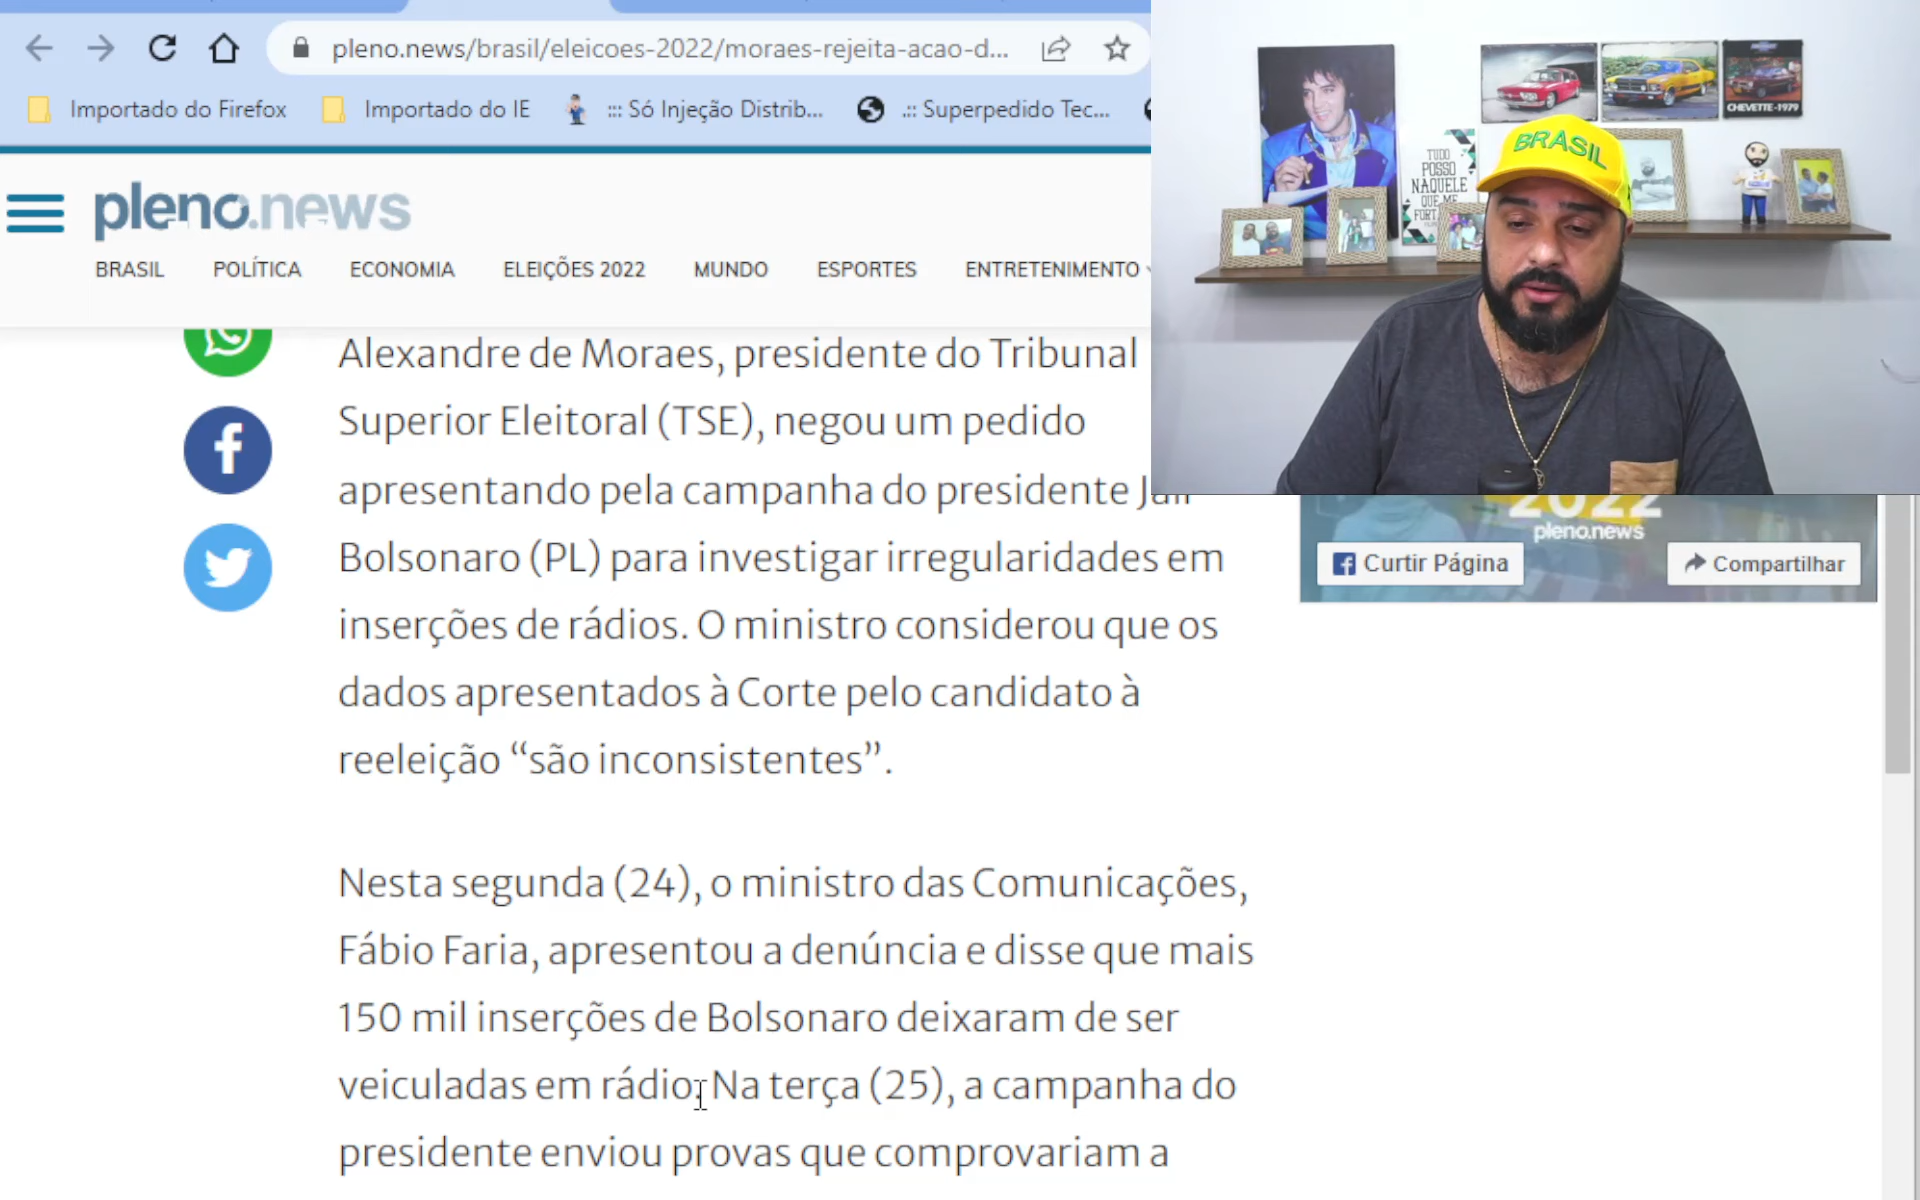 pleno.news/brasil/eleicoes-2022/moraes-rejeita-acao-d...
Importado do Firefox
Importado do IE
::: Só Injeção Distrib...
.:: Superpedido Tec...
pleno.news
BRASIL
POLÍTICA
ECONOMIA
ELEIÇÕES 2022
MUNDO
ESPORTES
ENTRETENIMENTO
Alexandre de Moraes, presidente do Tribunal
Superior Eleitoral (TSE), negou um pedido
apresentando pela campanha do presidente Jair
Bolsonaro (PL) para investigar irregularidades em
inserções de rádios. O ministro considerou que os
dados apresentados à Corte pelo candidato à
reeleição “são inconsistentes”.
Nesta segunda (24), o ministro das Comunicações,
Fábio Faria, apresentou a denúncia e disse que mais
150 mil inserções de Bolsonaro deixaram de ser
veiculadas em rádio. Na terça (25), a campanha do
presidente enviou provas que comprovariam a
CHEVETTE-1979
BRASIL
TUDO
POSSO
NAQUELE
QUE ME
2022
pleno.news
Curtir Página
Compartilhar